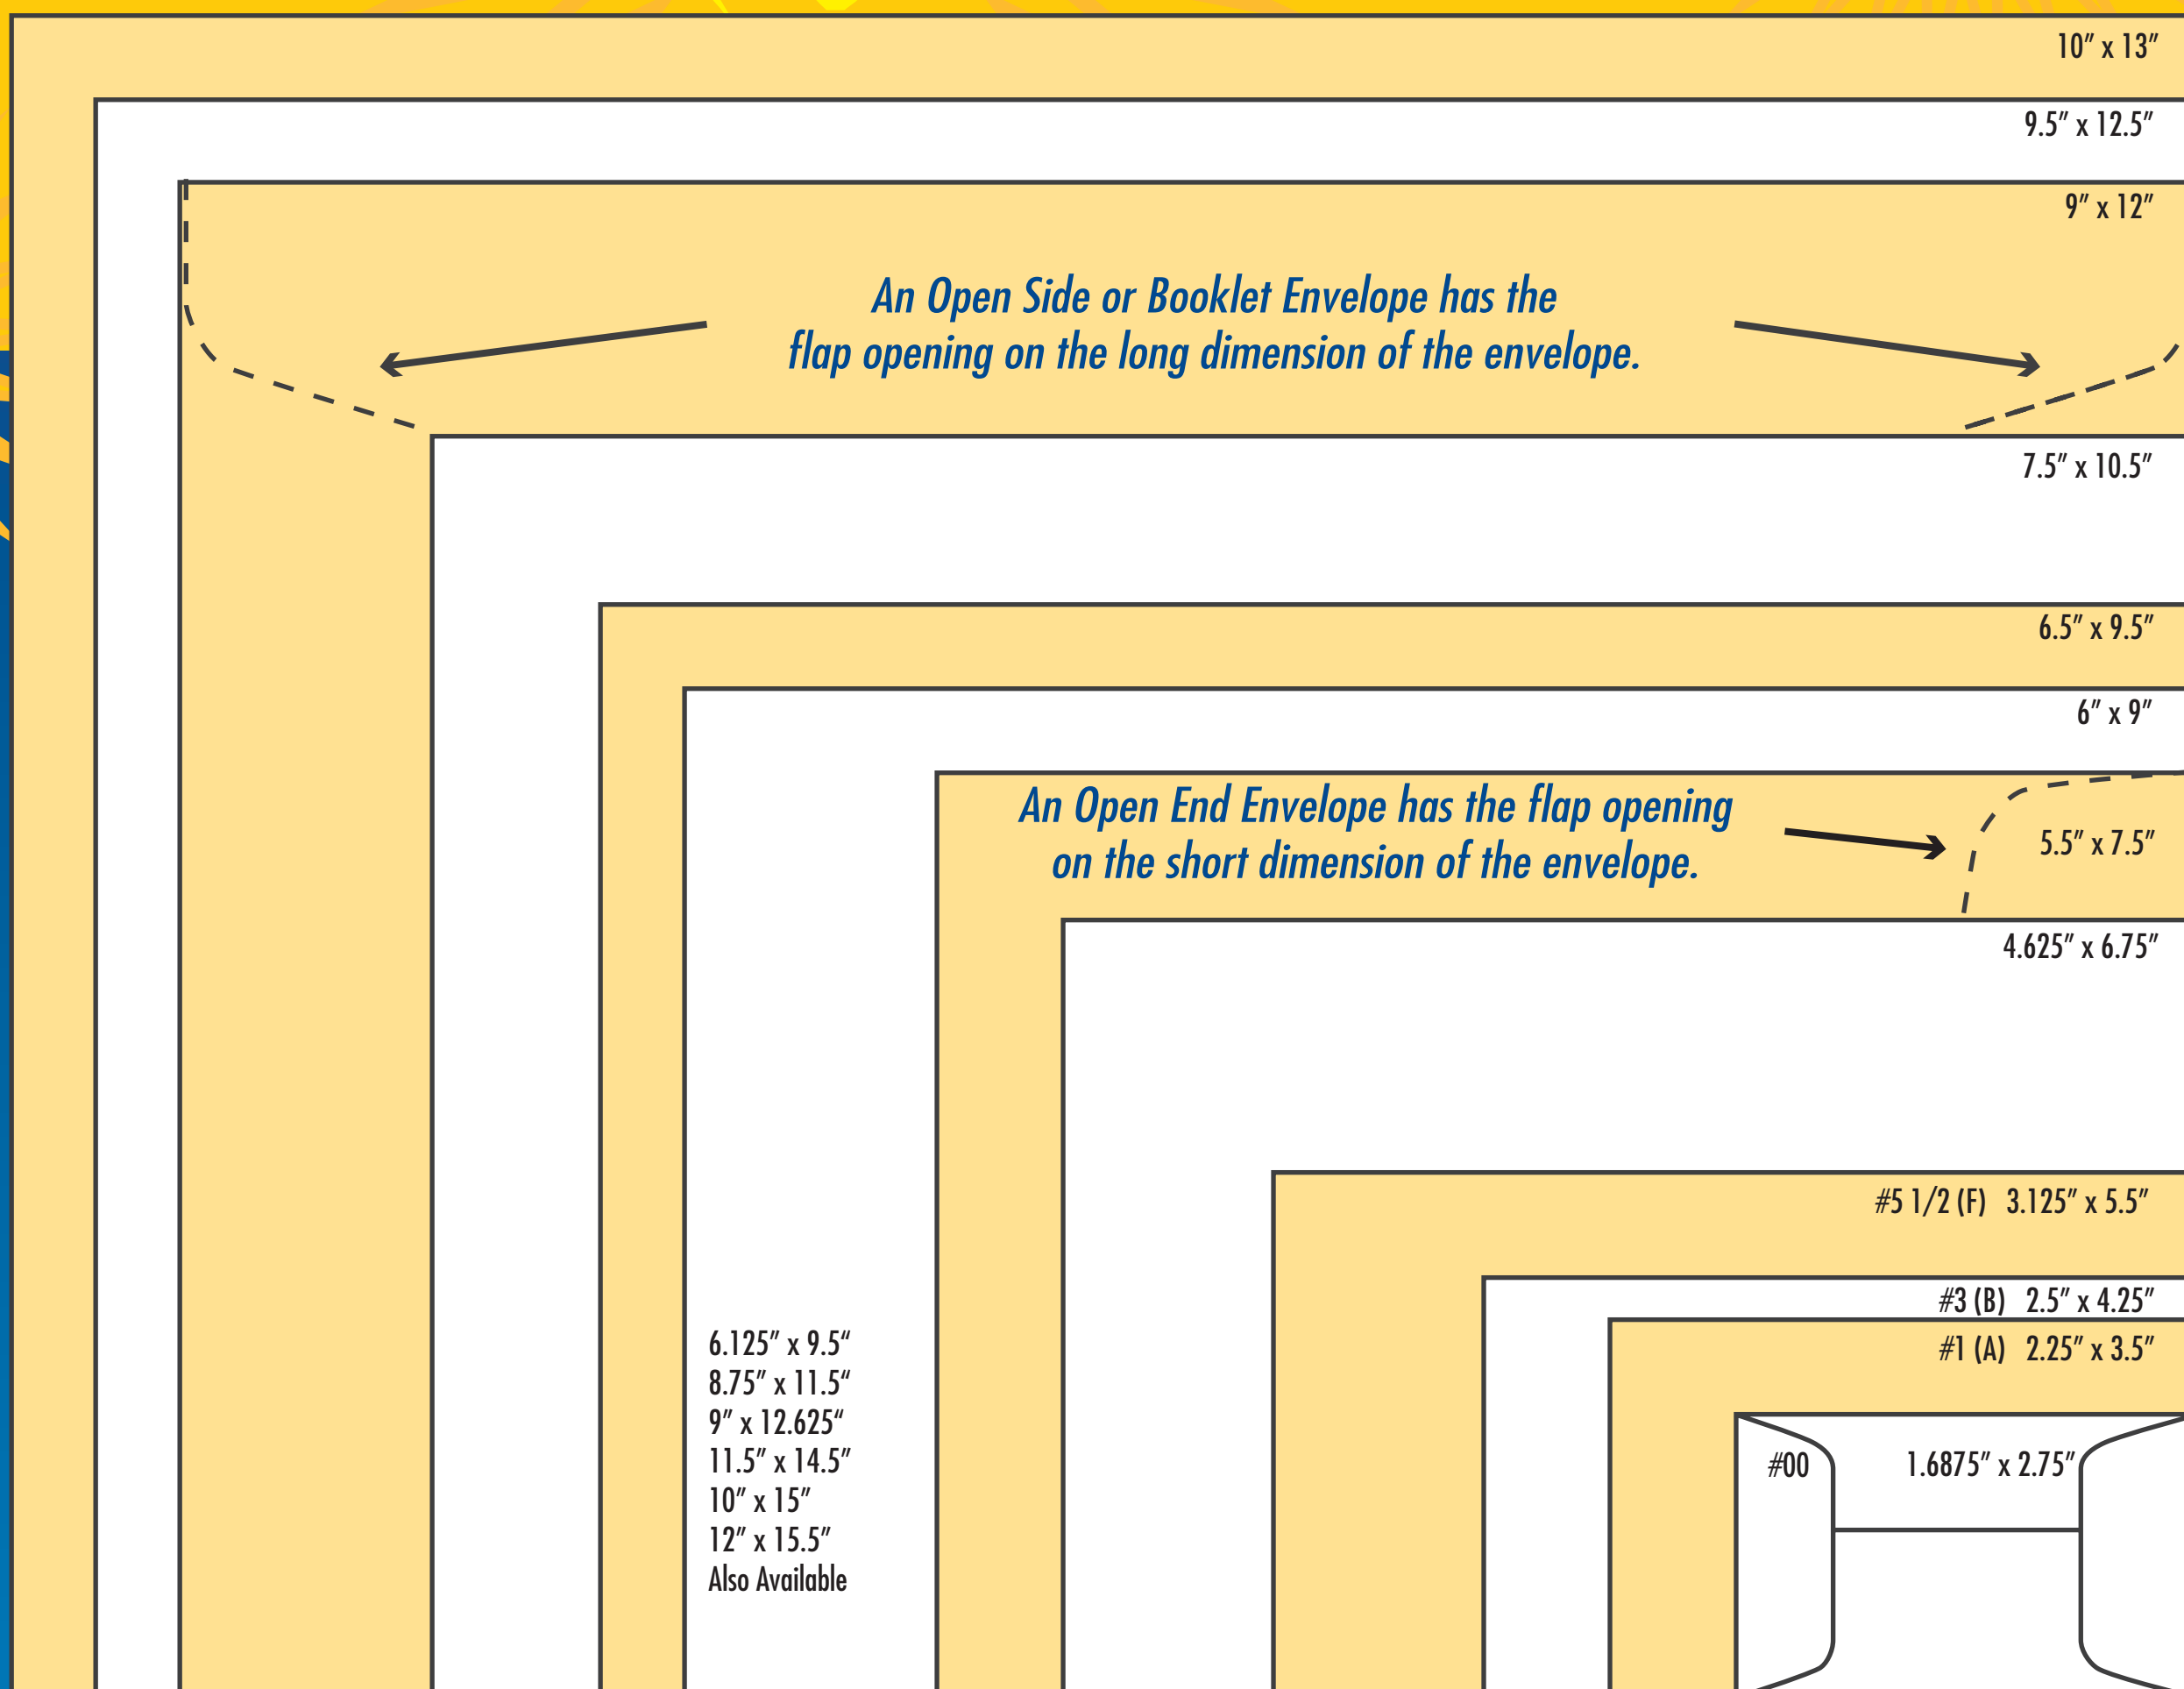 10″ x 13″
9.5″ x 12.5″
9″ x 12″
An Open Side or Booklet Envelope has the
flap opening on the long dimension of the envelope.
7.5″ x 10.5″
6.5″ x 9.5″
6″ x 9″
An Open End Envelope has the flap opening
on the short dimension of the envelope.
5.5″ x 7.5″
4.625″ x 6.75″
#5 1/2 (F) 3.125″ x 5.5″
#3 (B) 2.5″ x 4.25″
#1 (A) 2.25″ x 3.5″
#00 1.6875″ x 2.75″
6.125″ x 9.5“
8.75″ x 11.5“
9″ x 12.625“
11.5″ x 14.5″
10″ x 15″
12″ x 15.5″
Also Available